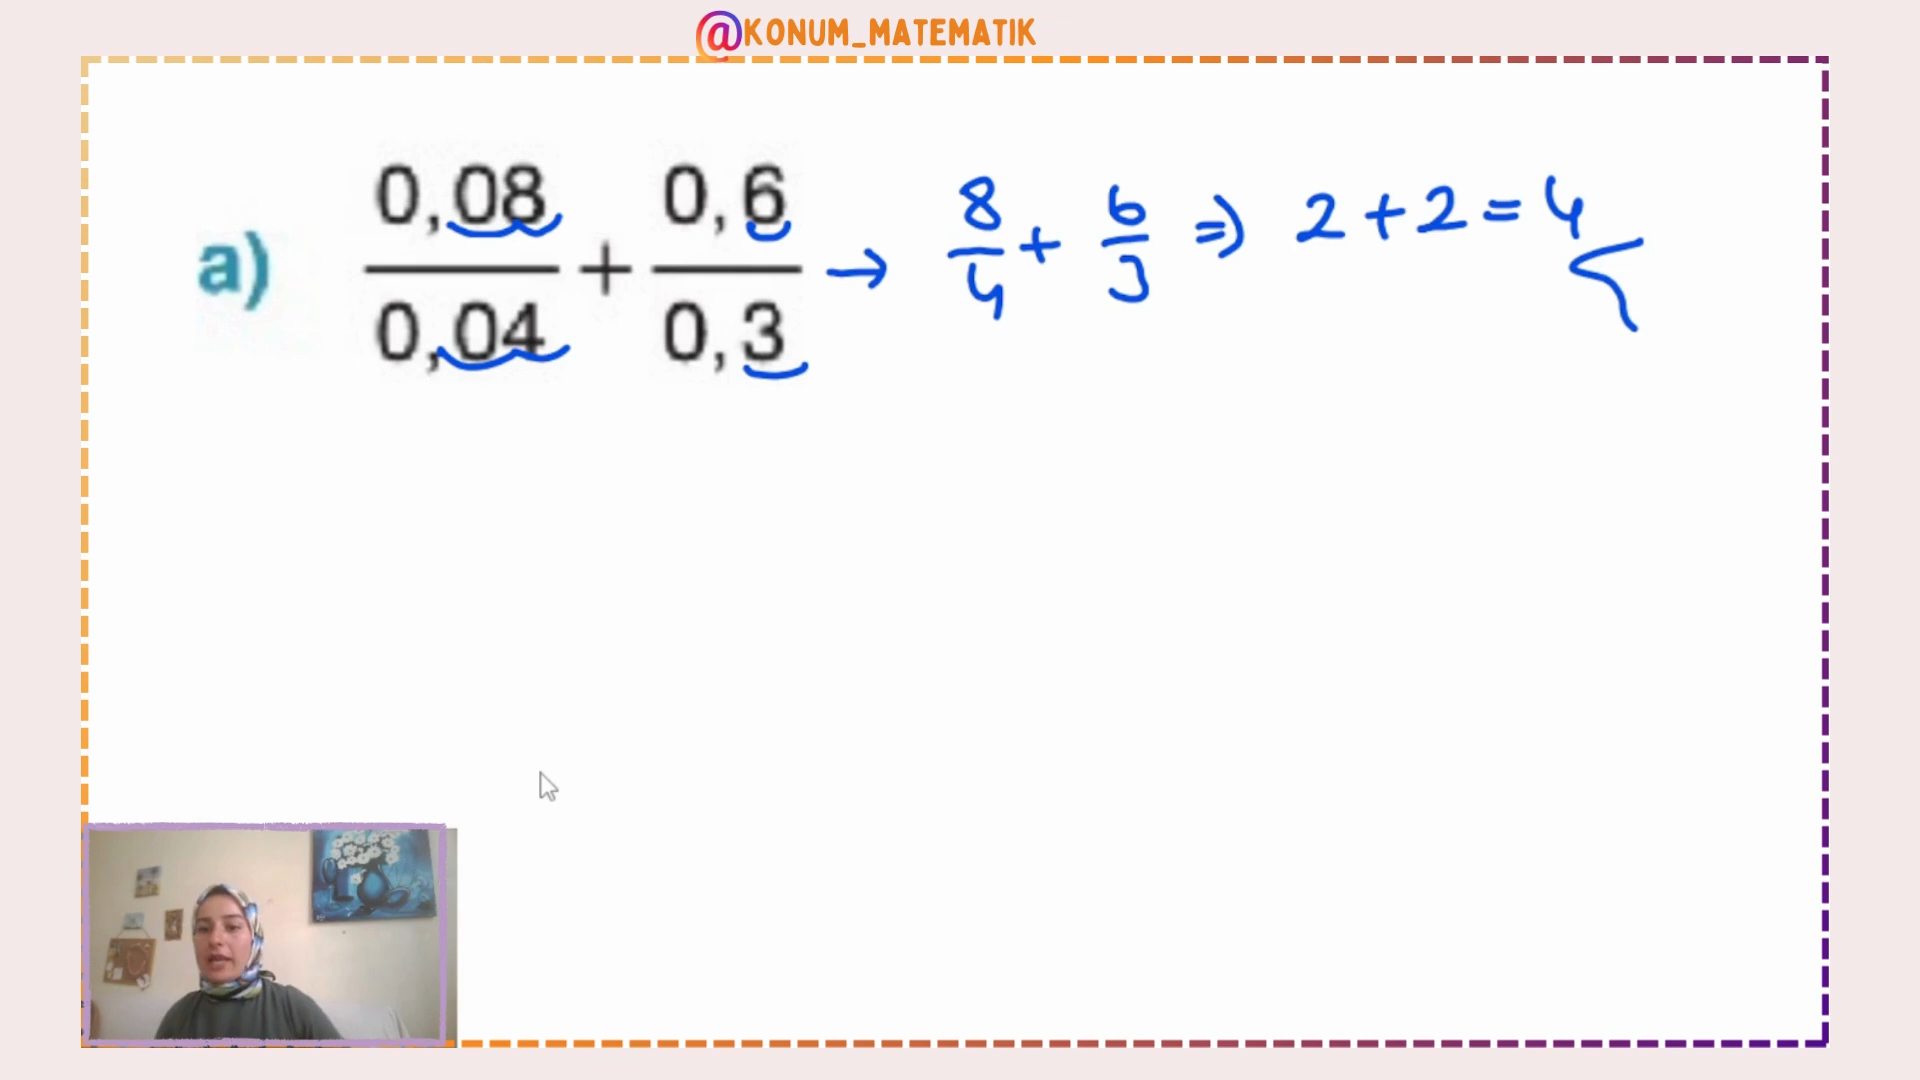 @KONUM_MATEMATIK
a) 0,08/0,04 + 0,6/0,3 → 8/4 + 6/3 ⇒ 2+2=4